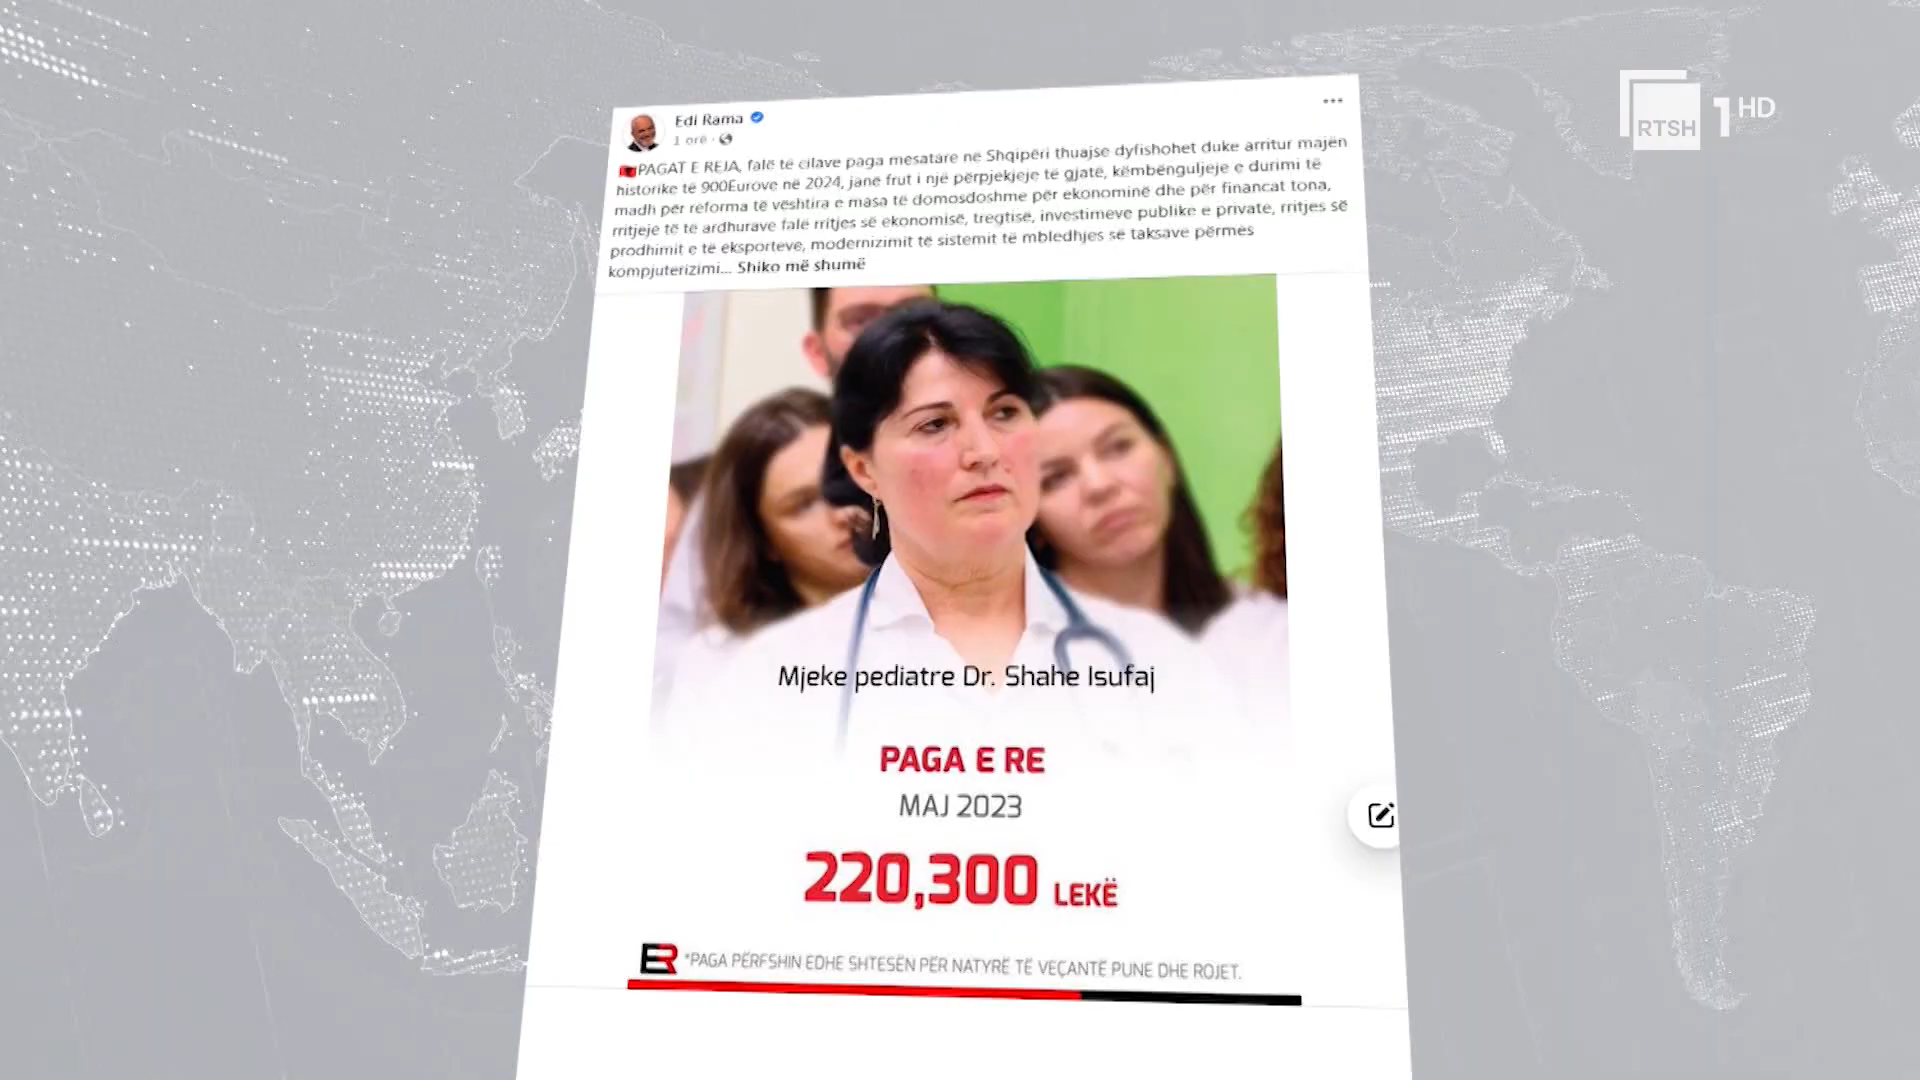 RTSH 1 HD
Edi Rama
1 orë
PAGAT E REJA, falë të cilave paga mesatare në Shqipëri thuajse dyfishohet duke arritur majën
historike të 900Eurove në 2024, janë frut i një përpjekjeje të gjatë, këmbënguljeje e durimi të
madh për reforma të vështira e masa të domosdoshme për ekonominë dhe për financat tona,
rritjeje të të ardhurave falë rritjes së ekonomisë, tregtisë, investimeve publike e private, rritjes së
prodhimit e të eksporteve, modernizimit të sistemit të mbledhjes së taksave përmes
kompjuterizimi... Shiko më shumë
Mjeke pediatre Dr. Shahe Isufaj
PAGA E RE
MAJ 2023
220,300 LEKË
ER *PAGA PËRFSHIN EDHE SHTESËN PËR NATYRË TË VEÇANTË PUNE DHE ROJET.